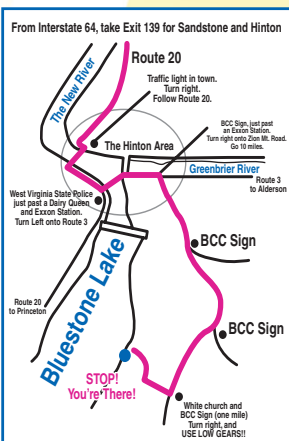 From Interstate 64, take Exit 139 for Sandstone and Hinton
Route 20
The New River
Traffic light in town.
Turn right.
Follow Route 20.
BCC Sign, just past
an Exxon Station.
Turn right onto Zion Mt. Road.
Go 10 miles.
The Hinton Area
Greenbrier River
Route 3
to Alderson
West Virginia State Police
just past a Dairy Queen
and Exxon Station.
Turn Left onto Route 3
BCC Sign
Route 20
to Princeton
Bluestone Lake
BCC Sign
STOP!
You're There!
White church and
BCC Sign (one mile)
Turn right, and
USE LOW GEARS!!